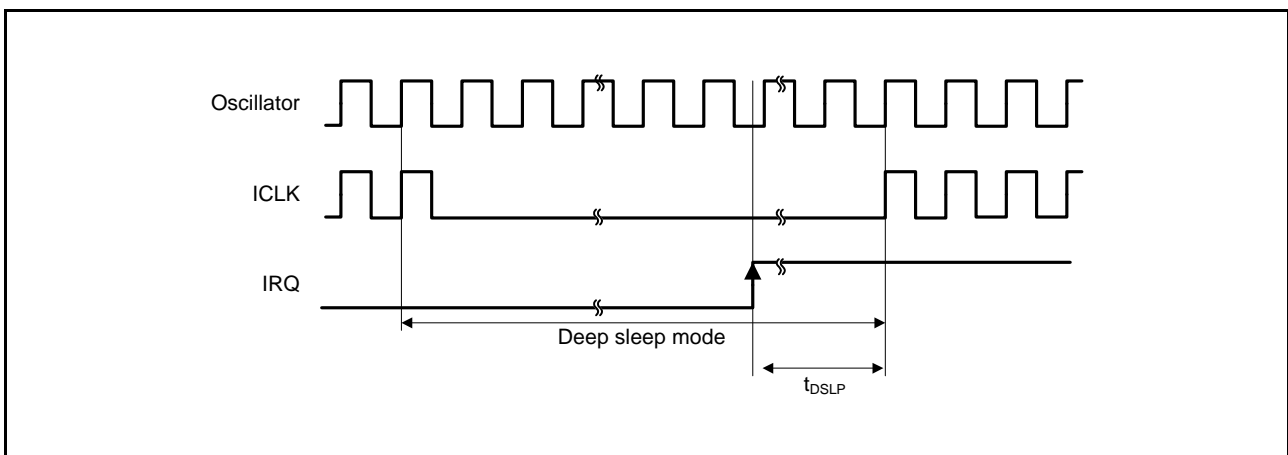 Oscillator
ICLK
IRQ
Deep sleep mode
tDSLP